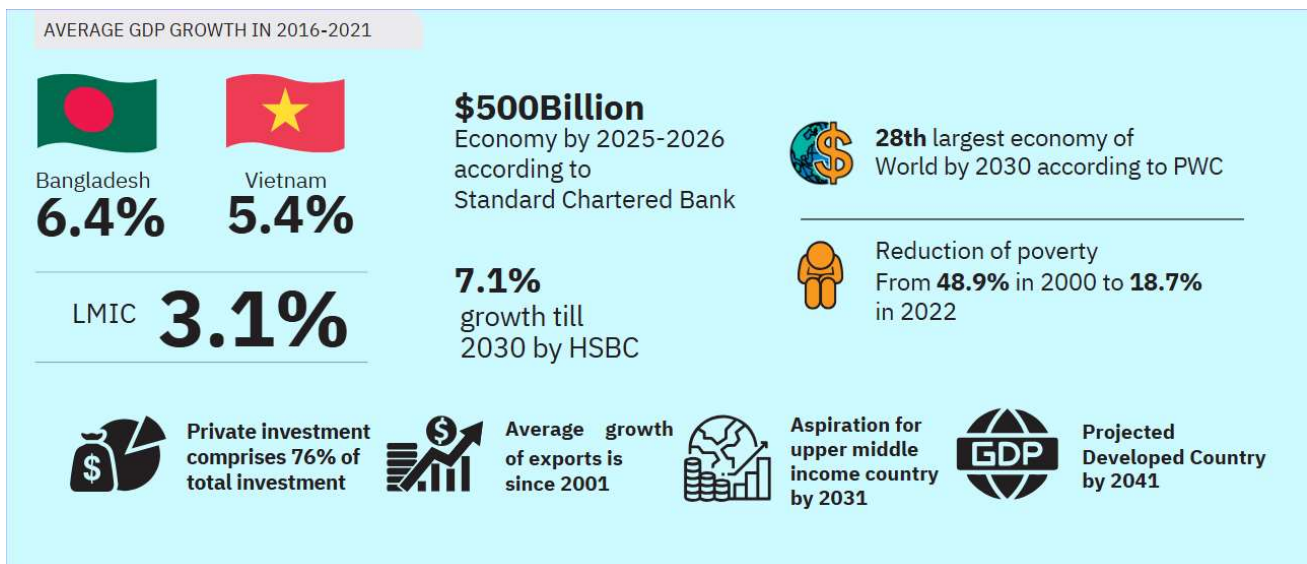 AVERAGE GDP GROWTH IN 2016-2021
Bangladesh
6.4%
Vietnam
5.4%
LMIC 3.1%
$500Billion
Economy by 2025-2026
according to
Standard Chartered Bank
7.1%
growth till
2030 by HSBC
28th largest economy of
World by 2030 according to PWC
Reduction of poverty
From 48.9% in 2000 to 18.7%
in 2022
$
Private investment
comprises 76% of
total investment
$
Average growth
of exports is
since 2001
Aspiration for
upper middle
income country
by 2031
GDP
Projected
Developed Country
by 2041